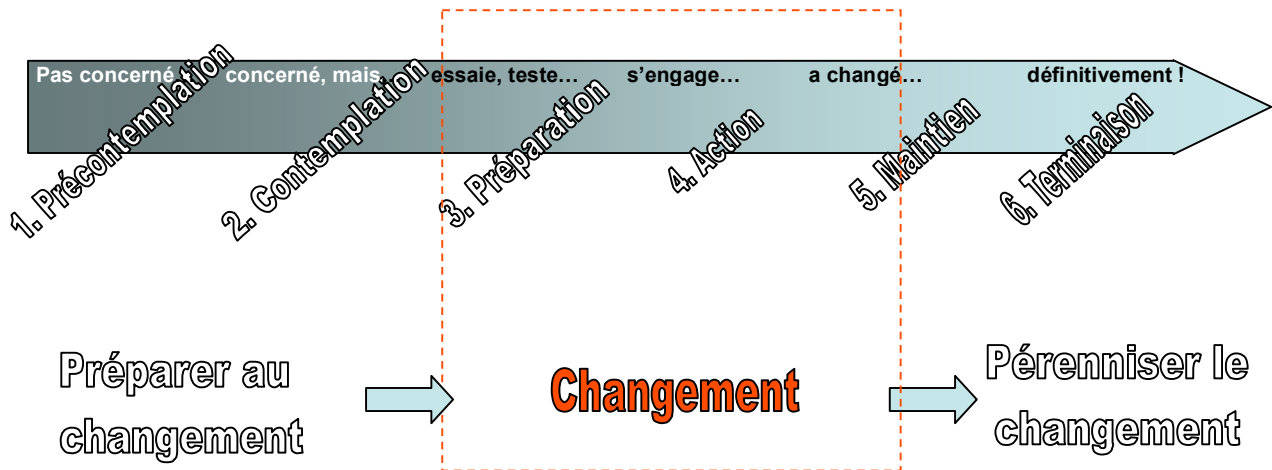 Pas concerné
concerné, mais
essaie, teste…
s’engage…
a changé…
définitivement !
1. Précontemplation
2. Contemplation
3. Préparation
4. Action
5. Maintien
6. Terminaison
Préparer au
changement
Changement
Pérenniser le
changement